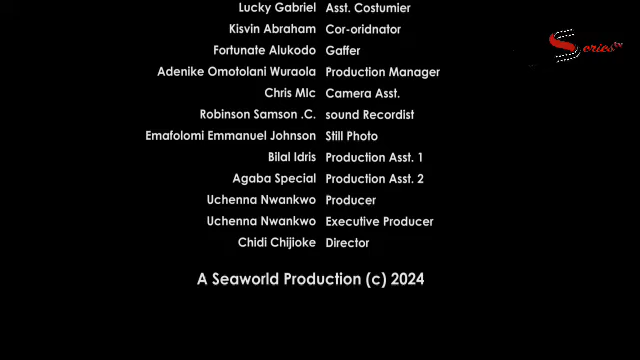 Lucky Gabriel Asst. Costumier
Kisvin Abraham Cor-oridnator
Fortunate Alukodo Gaffer
Adenike Omotolani Wuraola Production Manager
Chris Mlc Camera Asst.
Robinson Samson .C. sound Recordist
Emafolomi Emmanuel Johnson Still Photo
Bilal Idris Production Asst. 1
Agaba Special Production Asst. 2
Uchenna Nwankwo Producer
Uchenna Nwankwo Executive Producer
Chidi Chijioke Director
A Seaworld Production (c) 2024
Series tv